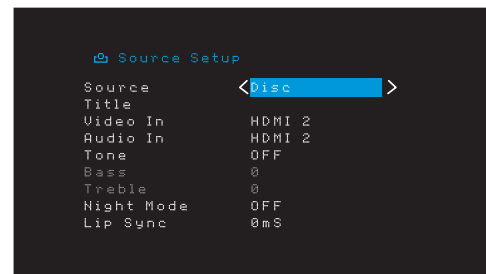 Source Setup
Source < Disc >
Title
Video In HDMI 2
Audio In HDMI 2
Tone OFF
Bass 0
Treble 0
Night Mode OFF
Lip Sync 0mS